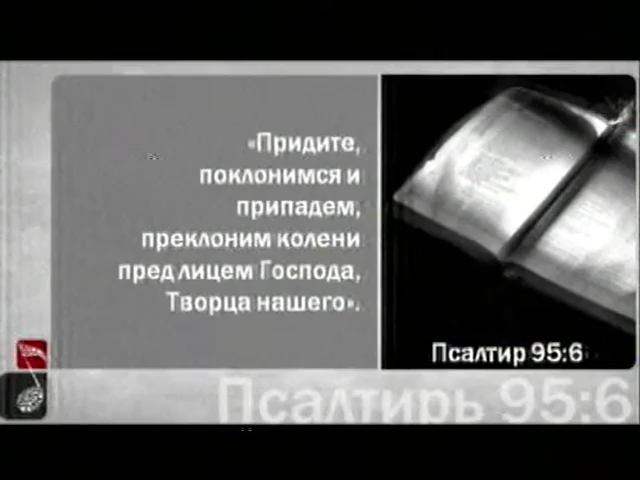 «Придите,
поклонимся и
припадем,
преклоним колени
пред лицем Господа,
Творца нашего».
Псалтир 95:6
Псалтирь 95:6